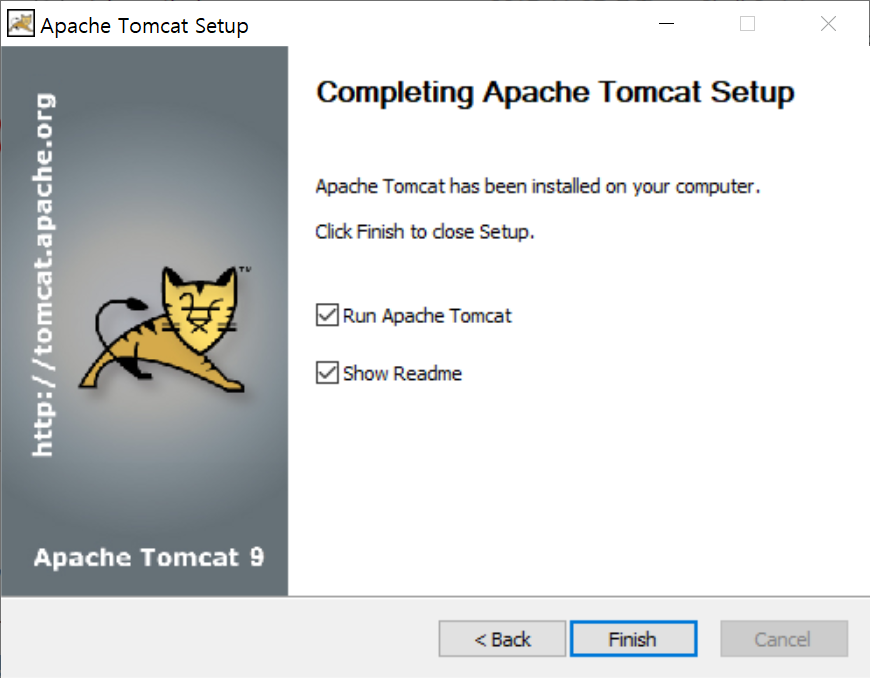 Apache Tomcat Setup
http://tomcat.apache.org
TM
Apache Tomcat 9
Completing Apache Tomcat Setup
Apache Tomcat has been installed on your computer.
Click Finish to close Setup.
Run Apache Tomcat
Show Readme
< Back
Finish
Cancel